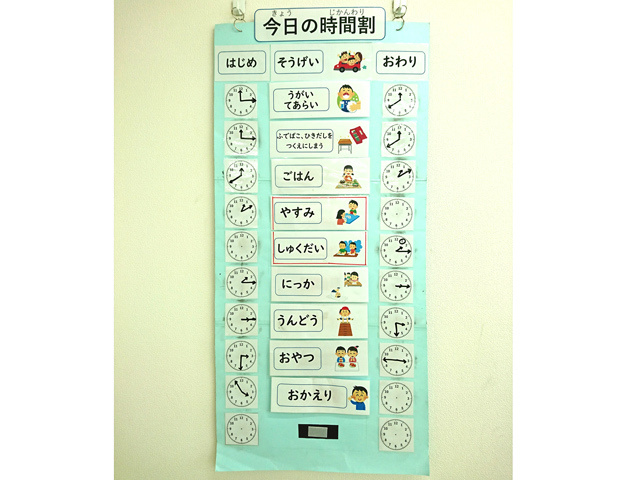 きょう じかんわり
今日の時間割
はじめ そうげい おわり
うがい
てあらい
ふでばこ、ひきだしを
つくえにしまう
ごはん
やすみ
しゅくだい
にっか
うんどう
おやつ
おかえり